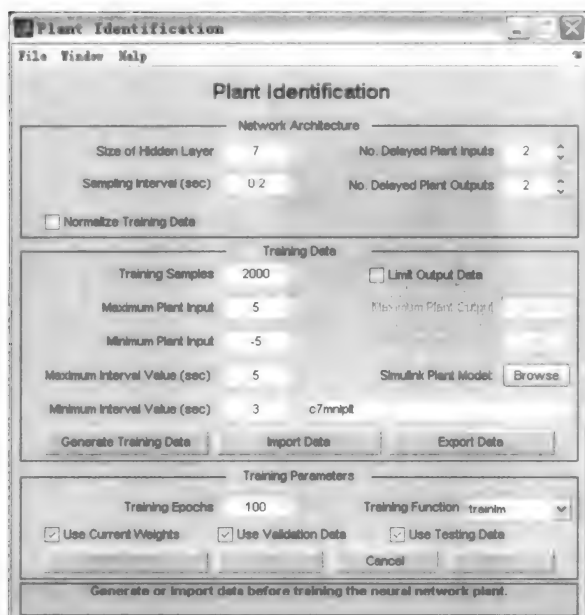 Plant Identification
File Window Help
Plant Identification
Network Architecture
Size of Hidden Layer 7 No. Delayed Plant Inputs 2
Sampling Interval (sec) 0.2 No. Delayed Plant Outputs 2
Normalize Training Data
Training Data
Training Samples 2000 Limit Output Data
Maximum Plant Input 5 Maximum Plant Output
Minimum Plant Input -5
Maximum Interval Value (sec) 5 Simulink Plant Model: Browse
Minimum Interval Value (sec) 3 c7mniplt
Generate Training Data Import Data Export Data
Training Parameters
Training Epochs 100 Training Function trainlm
Use Current Weights Use Validation Data Use Testing Data
Cancel
Generate or import data before training the neural network plant.